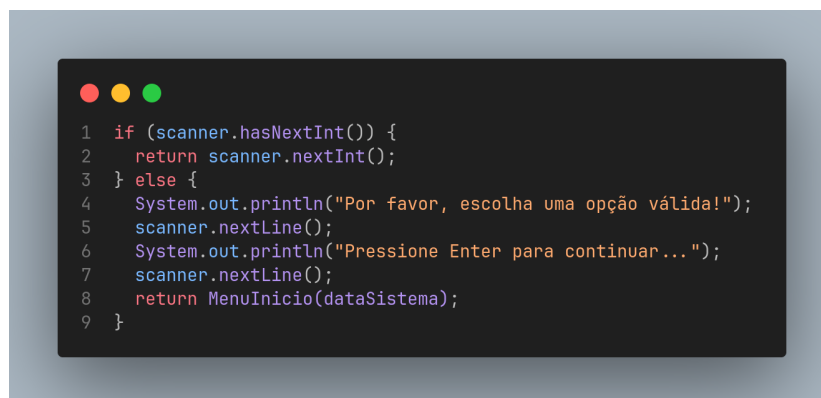 1 if (scanner.hasNextInt()) {
2   return scanner.nextInt();
3 } else {
4   System.out.println("Por favor, escolha uma opção válida!");
5   scanner.nextLine();
6   System.out.println("Pressione Enter para continuar...");
7   scanner.nextLine();
8   return MenuInicio(dataSistema);
9 }